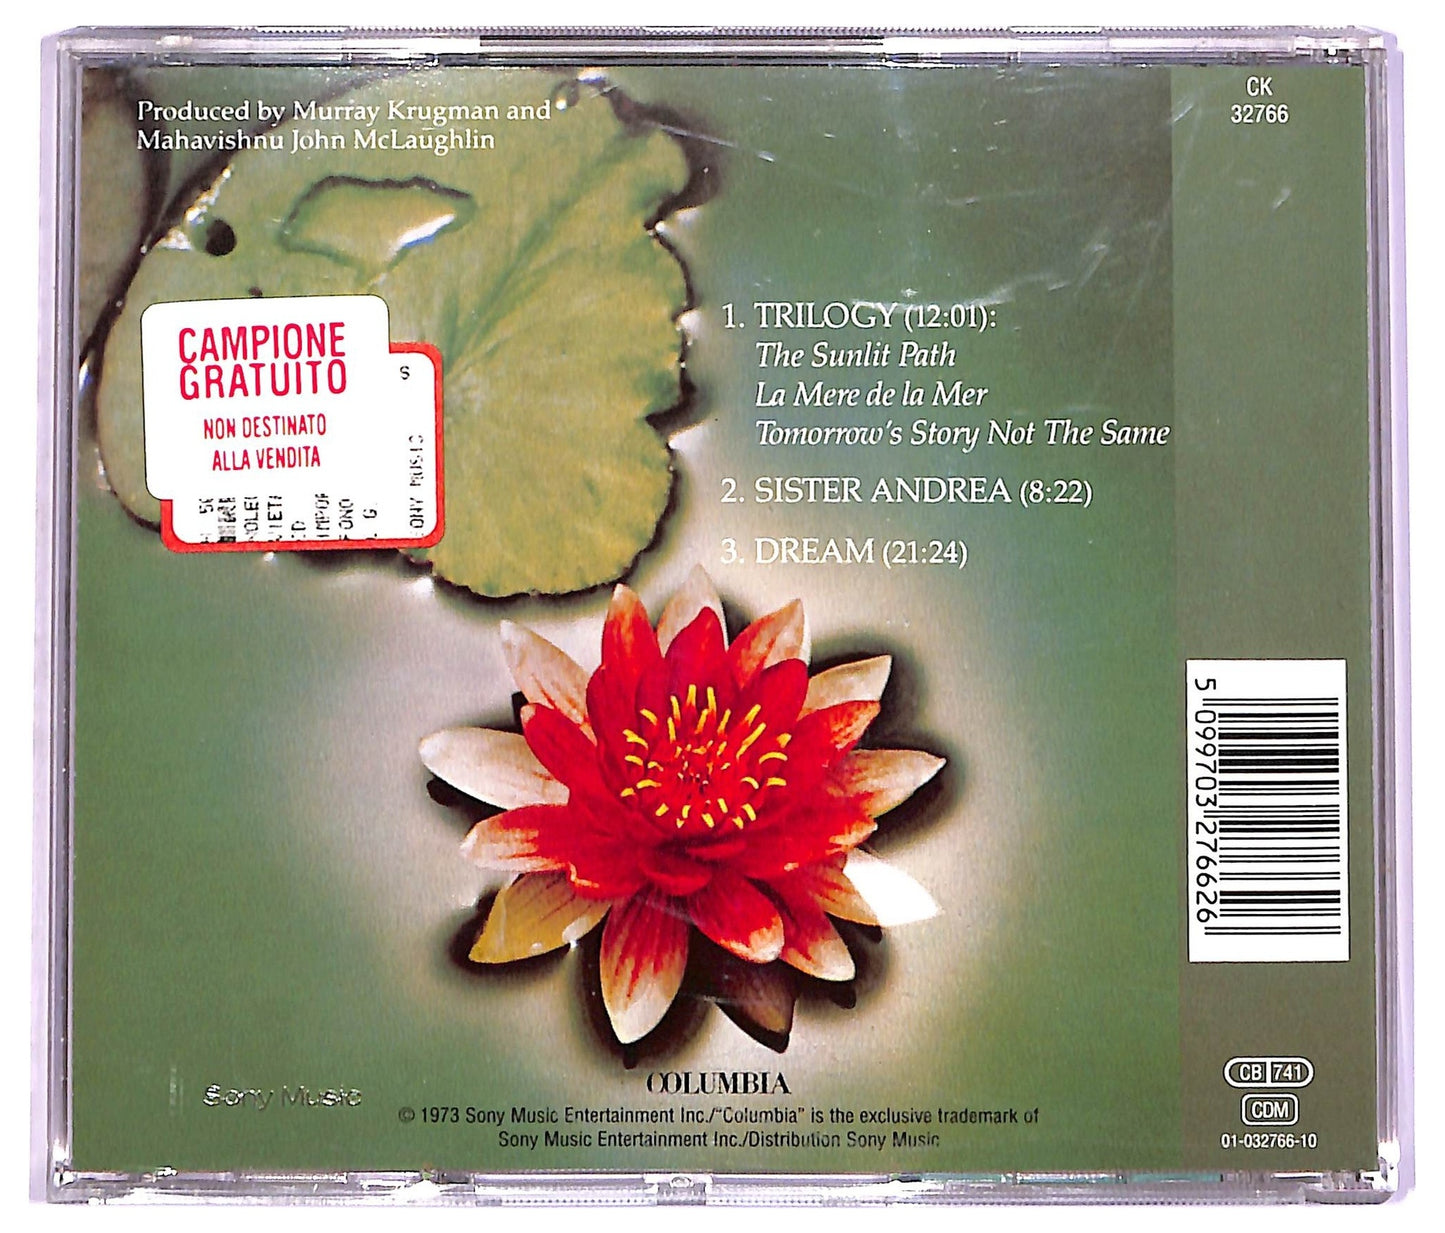 Produced by Murray Krugman and
Mahavishnu John McLaughlin
CK
32766
CAMPIONE
GRATUITO
NON DESTINATO
ALLA VENDITA
S
SONY MUSIC
1. TRILOGY (12:01):
The Sunlit Path
La Mere de la Mer
Tomorrow's Story Not The Same
2. SISTER ANDREA (8:22)
3. DREAM (21:24)
5 099703 276626
COLUMBIA
Sony Music
© 1973 Sony Music Entertainment Inc./“Columbia” is the exclusive trademark of
Sony Music Entertainment Inc./Distribution Sony Music
CB 741
CDM
01-032766-10